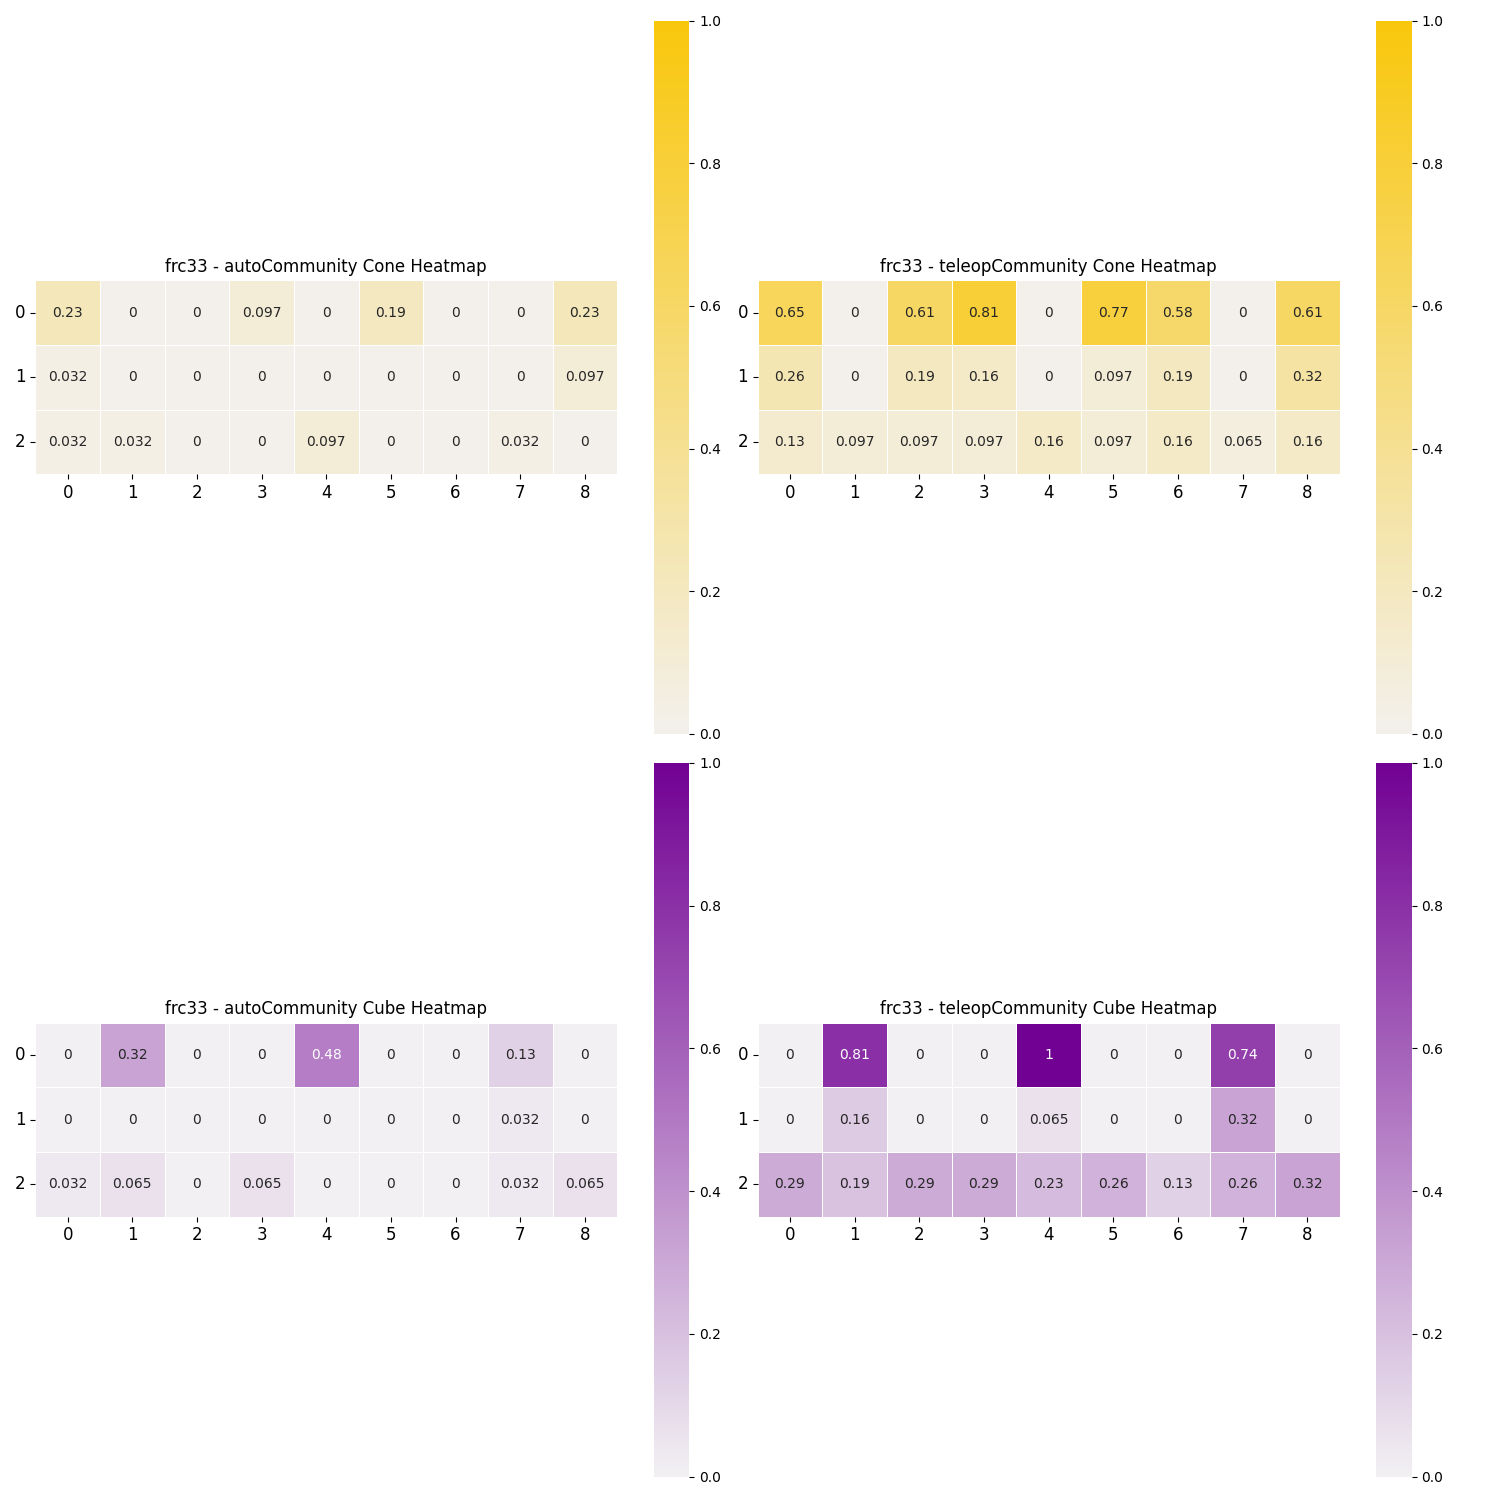 frc33 - autoCommunity Cone Heatmap
0 0.23 0 0 0.097 0 0.19 0 0 0.23
1 0.032 0 0 0 0 0 0 0 0.097
2 0.032 0.032 0 0 0.097 0 0 0.032 0
0 1 2 3 4 5 6 7 8
1.0
0.8
0.6
0.4
0.2
0.0
frc33 - teleopCommunity Cone Heatmap
0 0.65 0 0.61 0.81 0 0.77 0.58 0 0.61
1 0.26 0 0.19 0.16 0 0.097 0.19 0 0.32
2 0.13 0.097 0.097 0.097 0.16 0.097 0.16 0.065 0.16
0 1 2 3 4 5 6 7 8
1.0
0.8
0.6
0.4
0.2
0.0
frc33 - autoCommunity Cube Heatmap
0 0 0.32 0 0 0.48 0 0 0.13 0
1 0 0 0 0 0 0 0 0.032 0
2 0.032 0.065 0 0.065 0 0 0 0.032 0.065
0 1 2 3 4 5 6 7 8
1.0
0.8
0.6
0.4
0.2
0.0
frc33 - teleopCommunity Cube Heatmap
0 0 0.81 0 0 1 0 0 0.74 0
1 0 0.16 0 0 0.065 0 0 0.32 0
2 0.29 0.19 0.29 0.29 0.23 0.26 0.13 0.26 0.32
0 1 2 3 4 5 6 7 8
1.0
0.8
0.6
0.4
0.2
0.0